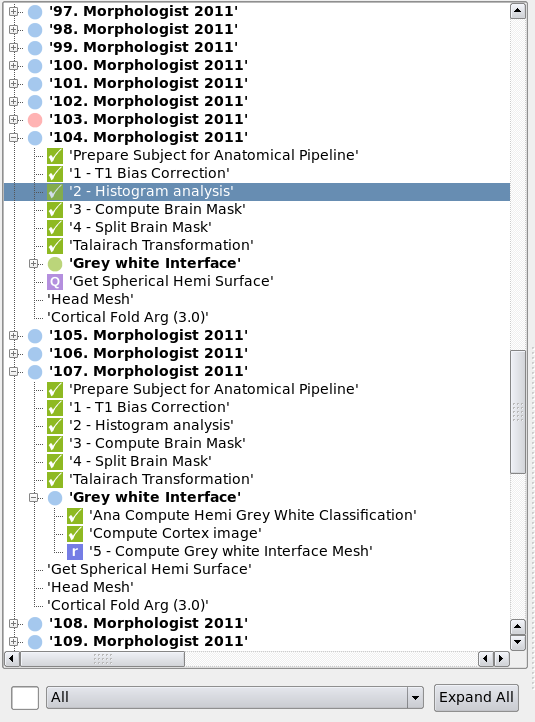 '97. Morphologist 2011'
'98. Morphologist 2011'
'99. Morphologist 2011'
'100. Morphologist 2011'
'101. Morphologist 2011'
'102. Morphologist 2011'
'103. Morphologist 2011'
'104. Morphologist 2011'
'Prepare Subject for Anatomical Pipeline'
'1 - T1 Bias Correction'
'2 - Histogram analysis'
'3 - Compute Brain Mask'
'4 - Split Brain Mask'
'Talairach Transformation'
'Grey white Interface'
Q 'Get Spherical Hemi Surface'
'Head Mesh'
'Cortical Fold Arg (3.0)'
'105. Morphologist 2011'
'106. Morphologist 2011'
'107. Morphologist 2011'
'Prepare Subject for Anatomical Pipeline'
'1 - T1 Bias Correction'
'2 - Histogram analysis'
'3 - Compute Brain Mask'
'4 - Split Brain Mask'
'Talairach Transformation'
'Grey white Interface'
'Ana Compute Hemi Grey White Classification'
'Compute Cortex image'
r '5 - Compute Grey white Interface Mesh'
'Get Spherical Hemi Surface'
'Head Mesh'
'Cortical Fold Arg (3.0)'
'108. Morphologist 2011'
'109. Morphologist 2011'
All Expand All